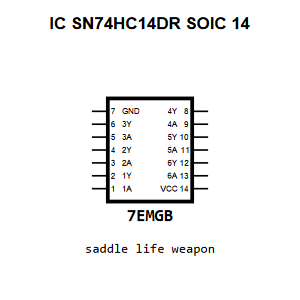 IC SN74HC14DR SOIC 14
7 GND 4Y 8
6 3Y 4A 9
5 3A 5Y 10
4 2Y 5A 11
3 2A 6Y 12
2 1Y 6A 13
1 1A VCC 14
7EMGB
saddle life weapon